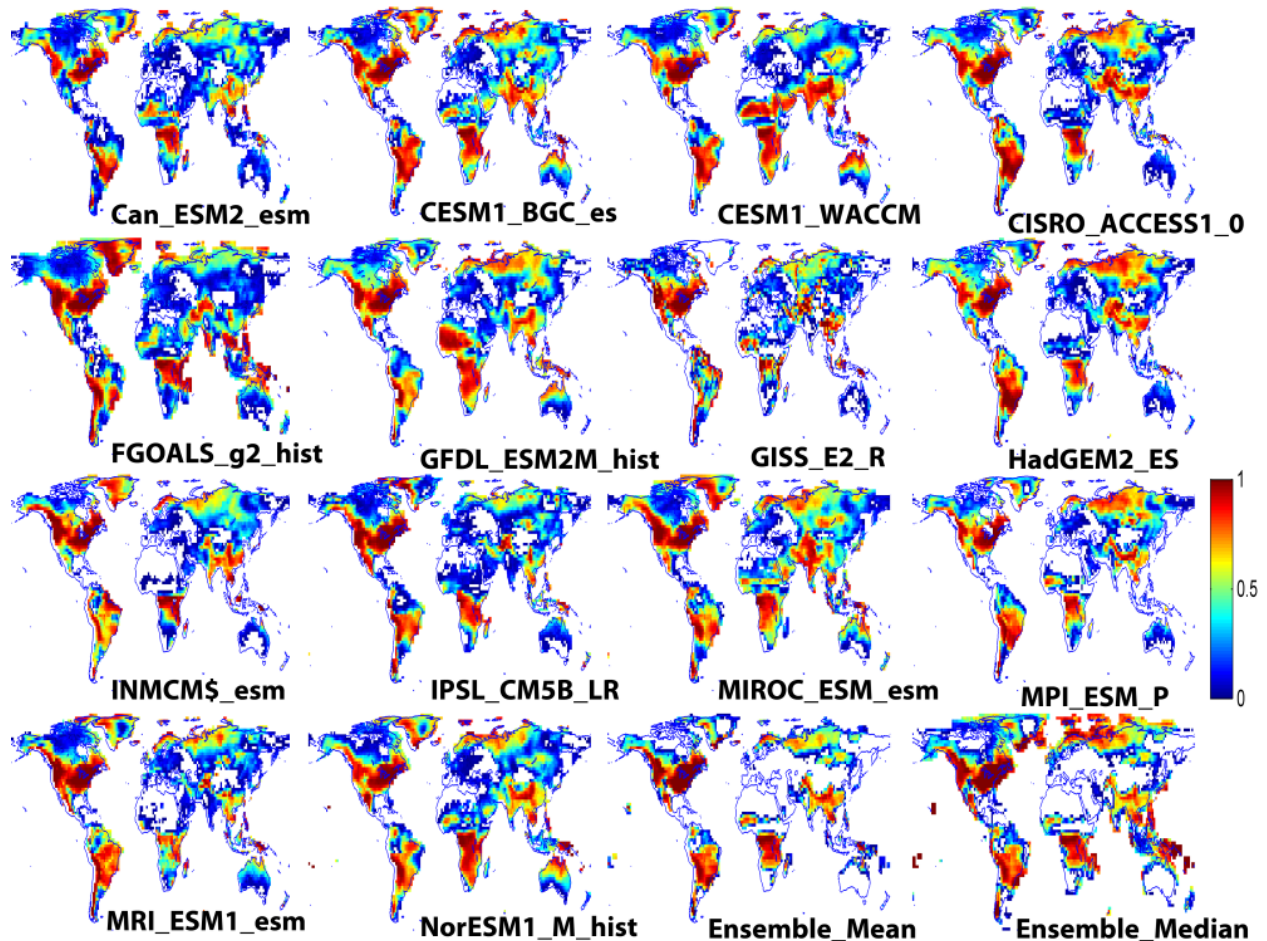 Can_ESM2_esm
CESM1_BGC_es
CESM1_WACCM
CISRO_ACCESS1_0
FGOALS_g2_hist
GFDL_ESM2M_hist
GISS_E2_R
HadGEM2_ES
1
0.5
0
INMCM$_esm
IPSL_CM5B_LR
MIROC_ESM_esm
MPI_ESM_P
MRI_ESM1_esm
NorESM1_M_hist
Ensemble_Mean
Ensemble_Median